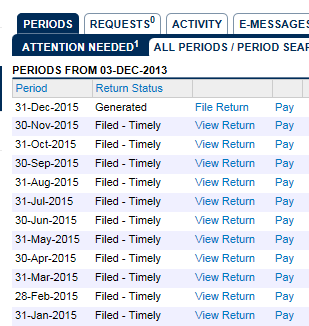 PERIODS REQUESTS0 ACTIVITY E-MESSAGES
ATTENTION NEEDED1 ALL PERIODS / PERIOD SEAR
PERIODS FROM 03-DEC-2013
Period Return Status
31-Dec-2015 Generated File Return Pay
30-Nov-2015 Filed - Timely View Return Pay
31-Oct-2015 Filed - Timely View Return Pay
30-Sep-2015 Filed - Timely View Return Pay
31-Aug-2015 Filed - Timely View Return Pay
31-Jul-2015 Filed - Timely View Return Pay
30-Jun-2015 Filed - Timely View Return Pay
31-May-2015 Filed - Timely View Return Pay
30-Apr-2015 Filed - Timely View Return Pay
31-Mar-2015 Filed - Timely View Return Pay
28-Feb-2015 Filed - Timely View Return Pay
31-Jan-2015 Filed - Timely View Return Pay